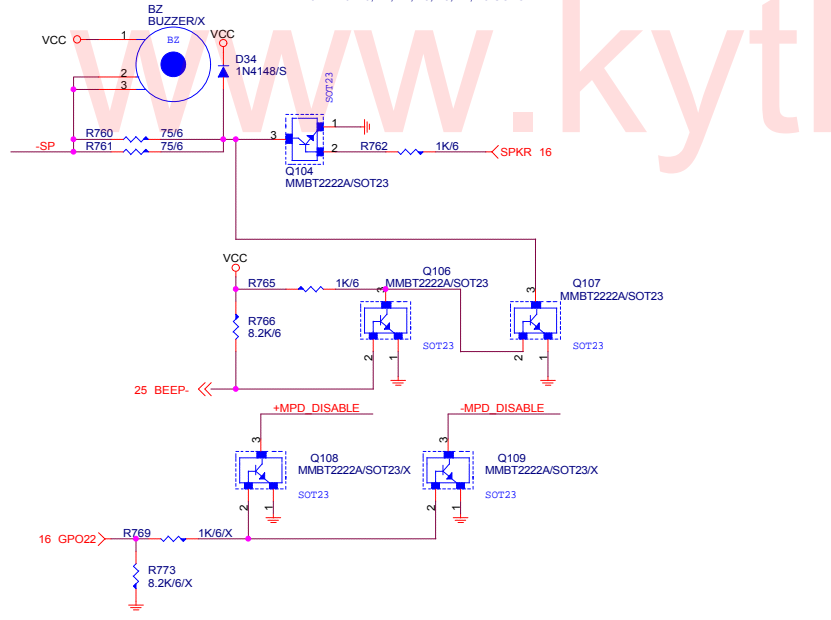 www.kytl
BZ
BUZZER/X
VCC
1
BZ
VCC
2
3
D34
1N4148/S
SOT23
-SP
R760
75/6
R761
75/6
3
1
2
R762
1K/6
SPKR 16
Q104
MMBT2222A/SOT23
VCC
R765
1K/6
3
Q106
MMBT2222A/SOT23
3
Q107
MMBT2222A/SOT23
R766
8.2K/6
SOT23
SOT23
2
1
2
1
25 BEEP-
+MPD_DISABLE
-MPD_DISABLE
3
Q108
MMBT2222A/SOT23/X
SOT23
3
Q109
MMBT2222A/SOT23/X
SOT23
2
1
2
1
16 GPO22
R769
1K/6/X
R773
8.2K/6/X